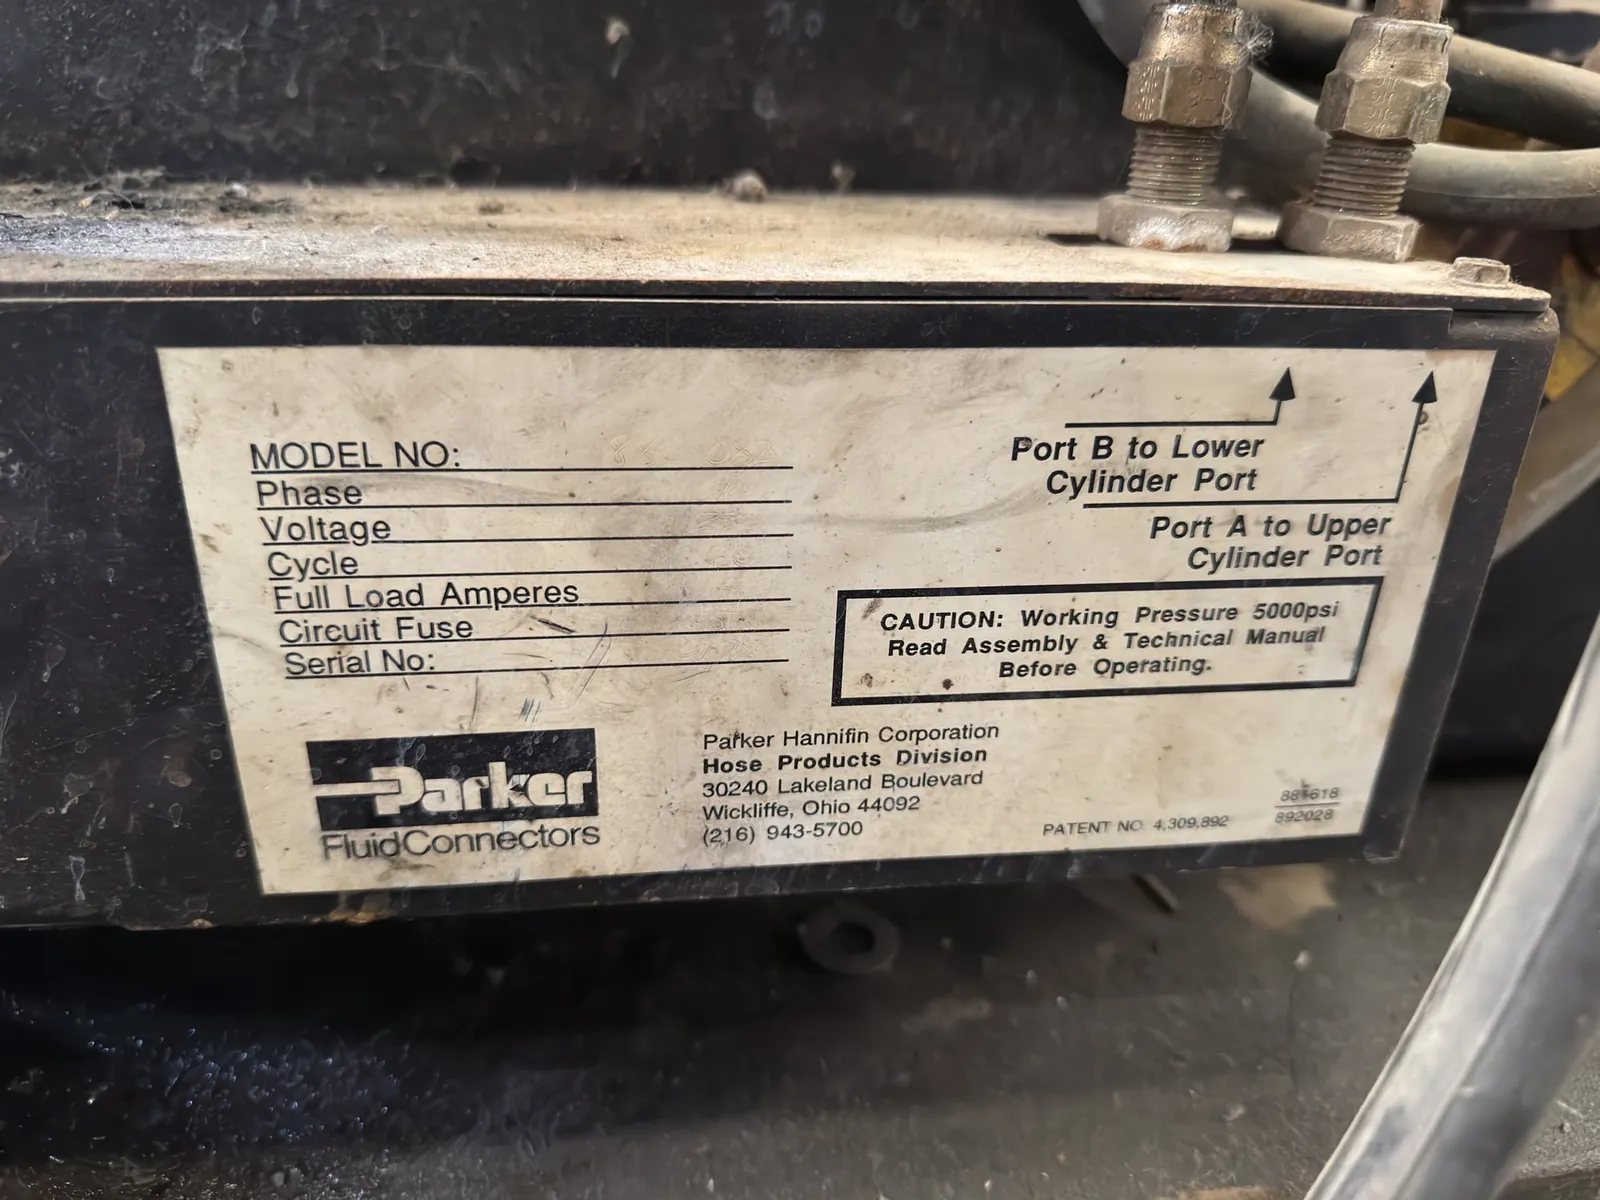 MODEL NO:
Phase
Voltage
Cycle
Full Load Amperes
Circuit Fuse
Serial No:
Port B to Lower
Cylinder Port
Port A to Upper
Cylinder Port
CAUTION: Working Pressure 5000psi
Read Assembly & Technical Manual
Before Operating.
Parker
FluidConnectors
Parker Hannifin Corporation
Hose Products Division
30240 Lakeland Boulevard
Wickliffe, Ohio 44092
(216) 943-5700
PATENT NO. 4,309,892
892028